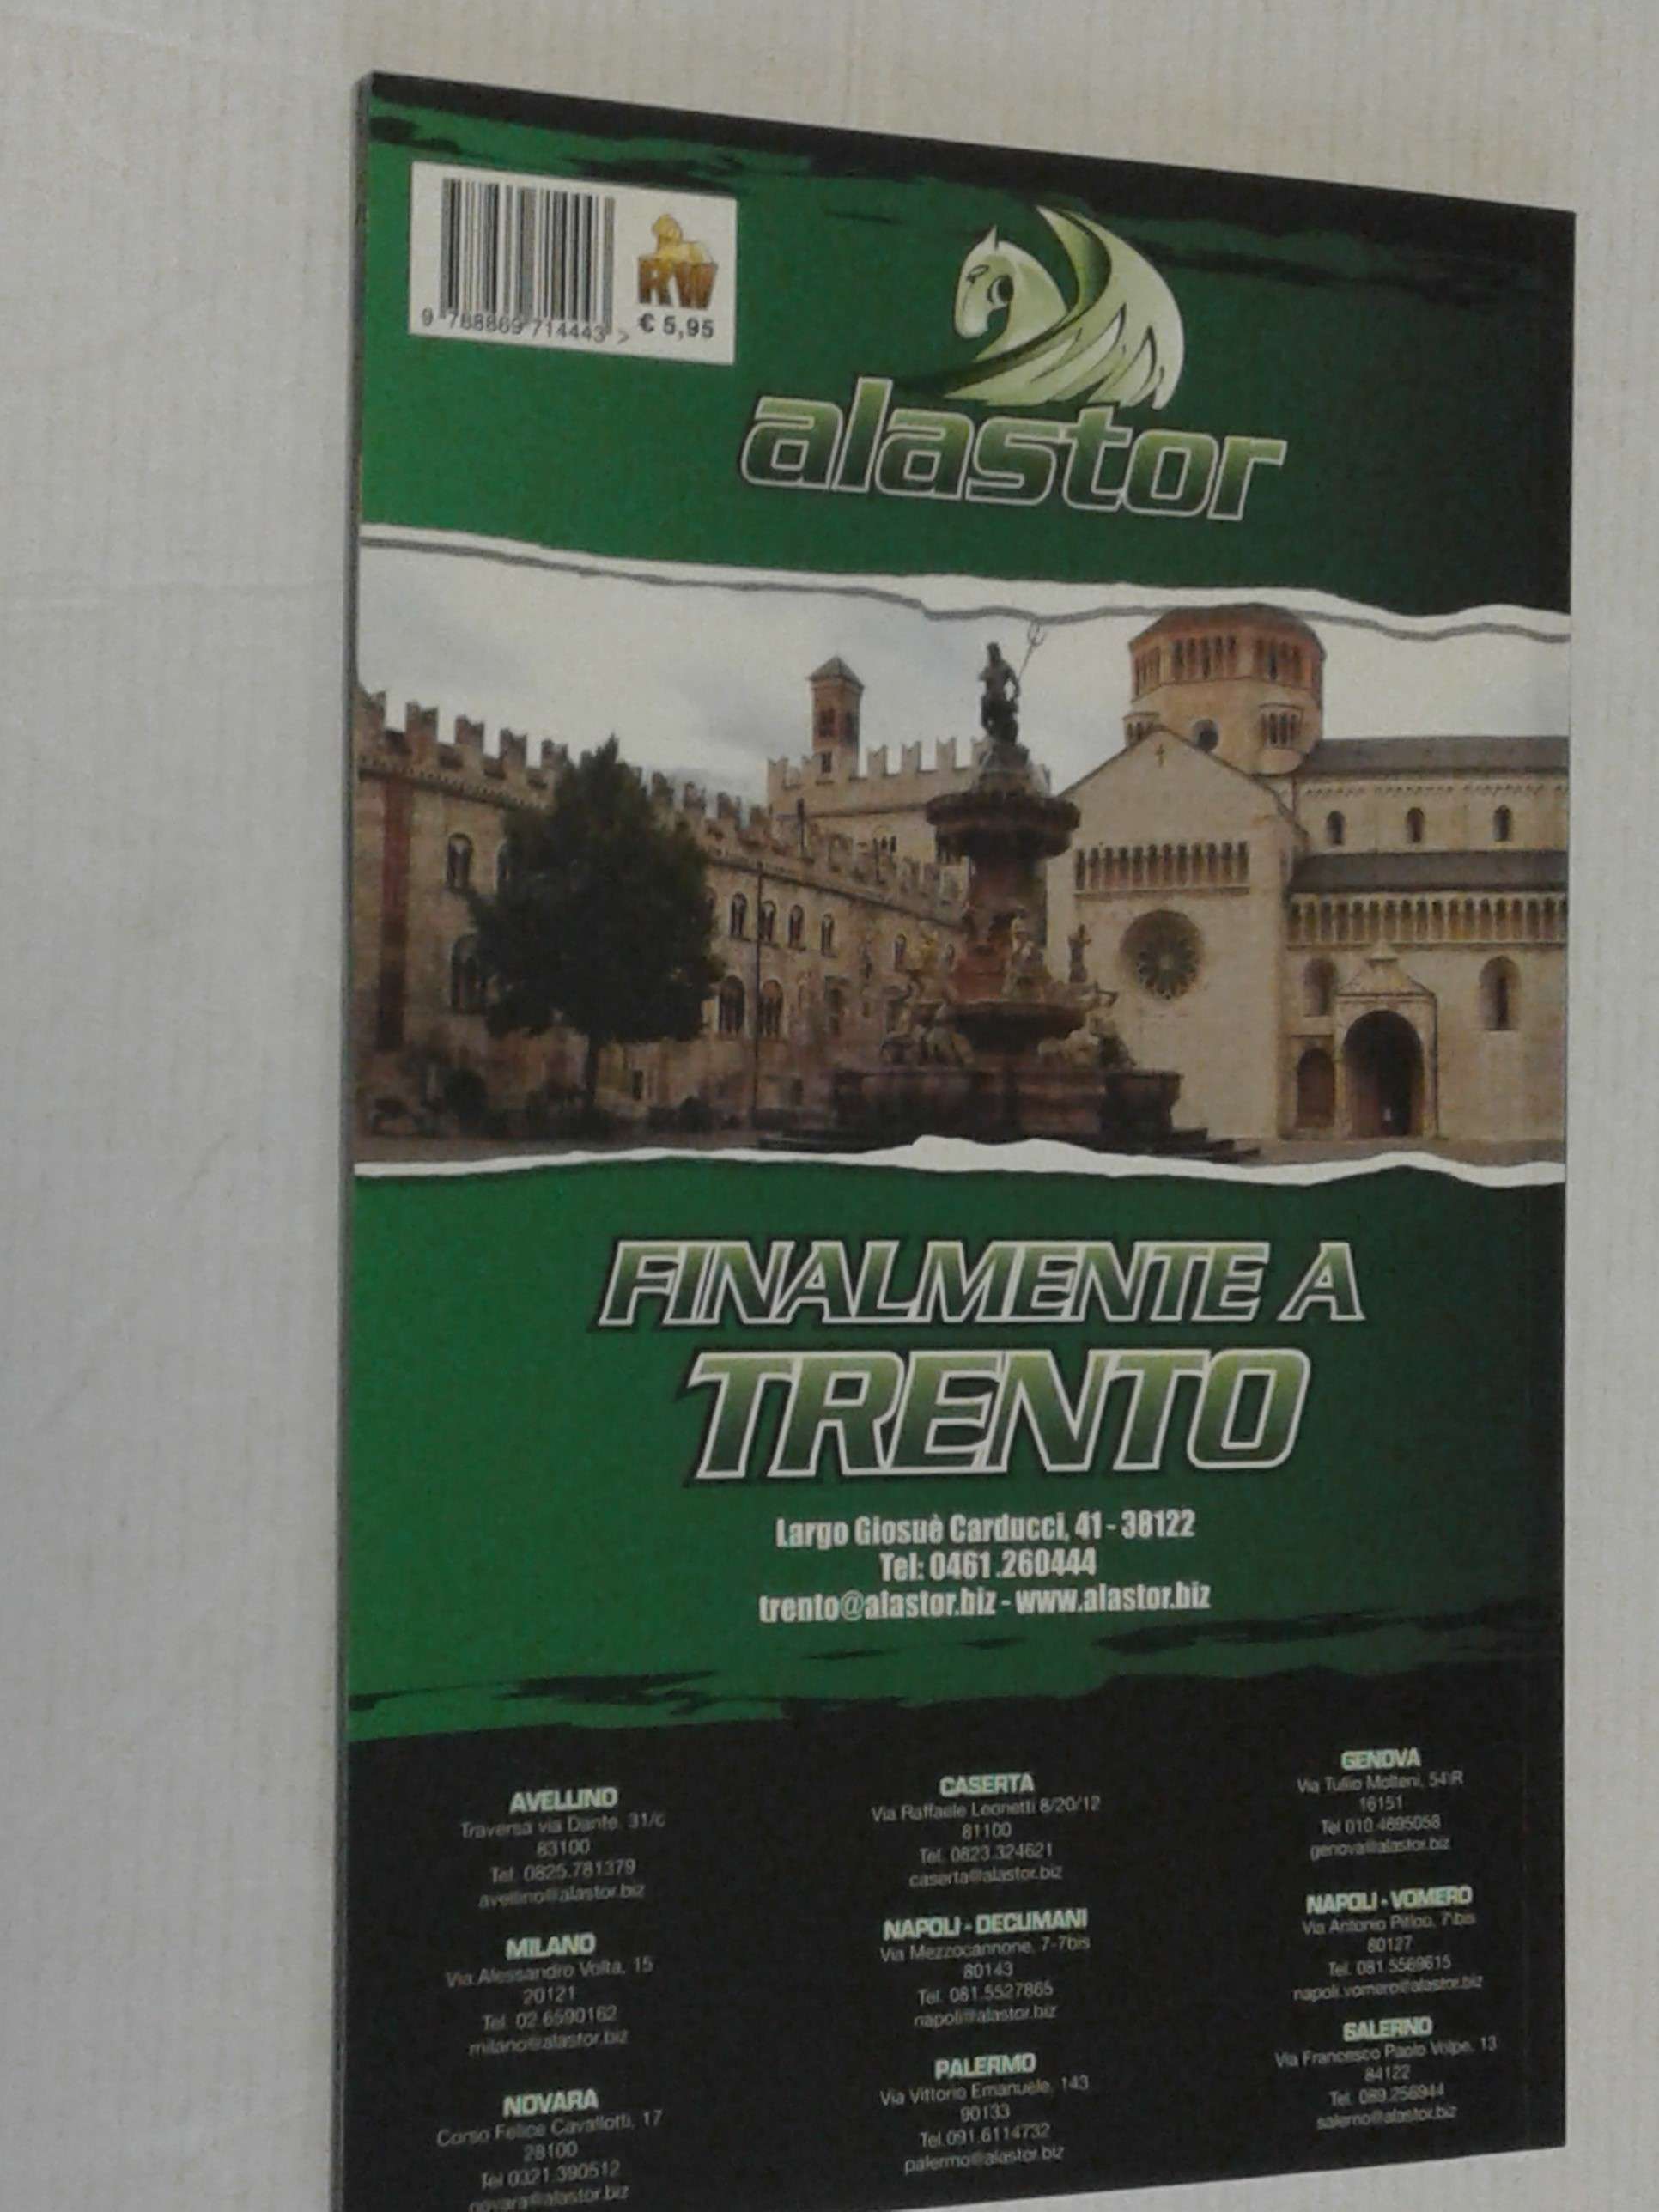 9 788869 714443 >
RW
€ 5,95
alastor
FINALMENTE A
TRENTO
Largo Giosuè Carducci, 41 - 38122
Tel: 0461.260444
trento@alastor.biz - www.alastor.biz
AVELLINO
Traversa via Dante, 31/c
83100
Tel. 0825.781379
avellino@alastor.biz
MILANO
Via Alessandro Volta, 15
20121
Tel. 02.6590162
milano@alastor.biz
NOVARA
Corso Felice Cavallotti, 17
28100
Tel 0321.390512
novara@alastor.biz
CASERTA
Via Raffaele Leonetti 8/20/12
81100
Tel. 0823.324621
caserta@alastor.biz
NAPOLI - DECUMANI
Via Mezzocannone, 7-7bis
80143
Tel. 081.5527865
napoli@alastor.biz
PALERMO
Via Vittorio Emanuele, 143
90133
Tel.091.6114732
palermo@alastor.biz
GENOVA
Via Tullio Molteni, 54\R
16151
Tel 010.4695058
genova@alastor.biz
NAPOLI - VOMERO
Via Antonio Pitloo, 7\bis
80127
Tel. 081.5569615
napoli.vomero@alastor.biz
SALERNO
Via Francesco Paolo Volpe, 13
84122
Tel. 089.256944
salerno@alastor.biz